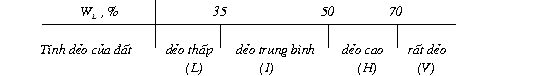 W_L , % 35 50 70
Tính dẻo của đất dẻo thấp dẻo trung bình dẻo cao rất dẻo
(L) (I) (H) (V)